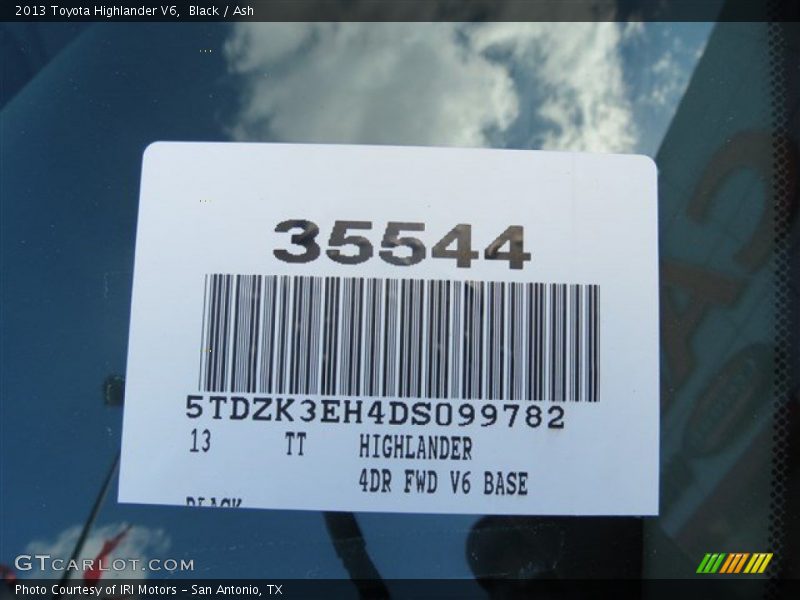 2013 Toyota Highlander V6, Black / Ash
35544
5TDZK3EH4DS099782
13 TT HIGHLANDER
4DR FWD V6 BASE
BLACK
GTCARLOT.COM
Photo Courtesy of IRI Motors - San Antonio, TX